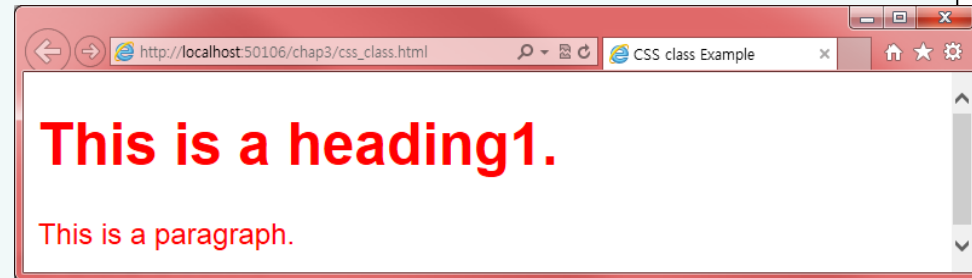 http://localhost:50106/chap3/css_class.html
CSS class Example
This is a heading1.
This is a paragraph.